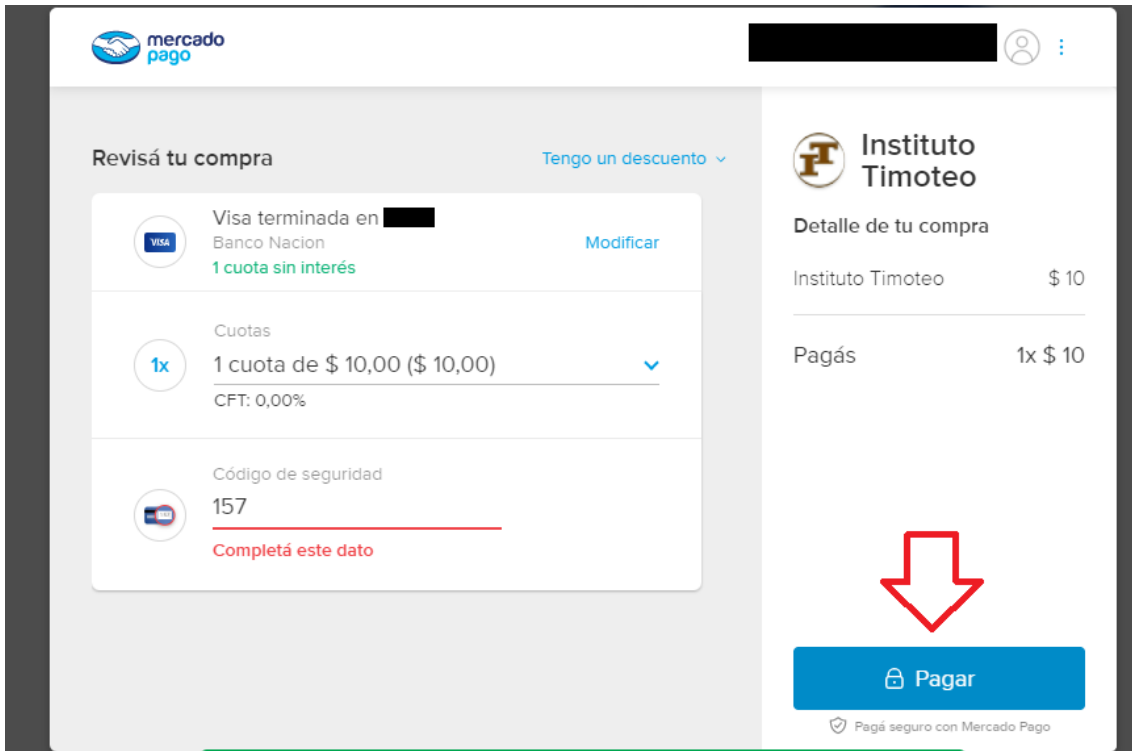 mercado
pago
Revisá tu compra
Tengo un descuento
VISA
Visa terminada en
Banco Nacion
Modificar
1 cuota sin interés
1x
Cuotas
1 cuota de $ 10,00 ($ 10,00)
CFT: 0,00%
Código de seguridad
157
Completá este dato
Instituto
Timoteo
Detalle de tu compra
Instituto Timoteo $ 10
Pagás 1x $ 10
Pagar
Pagá seguro con Mercado Pago